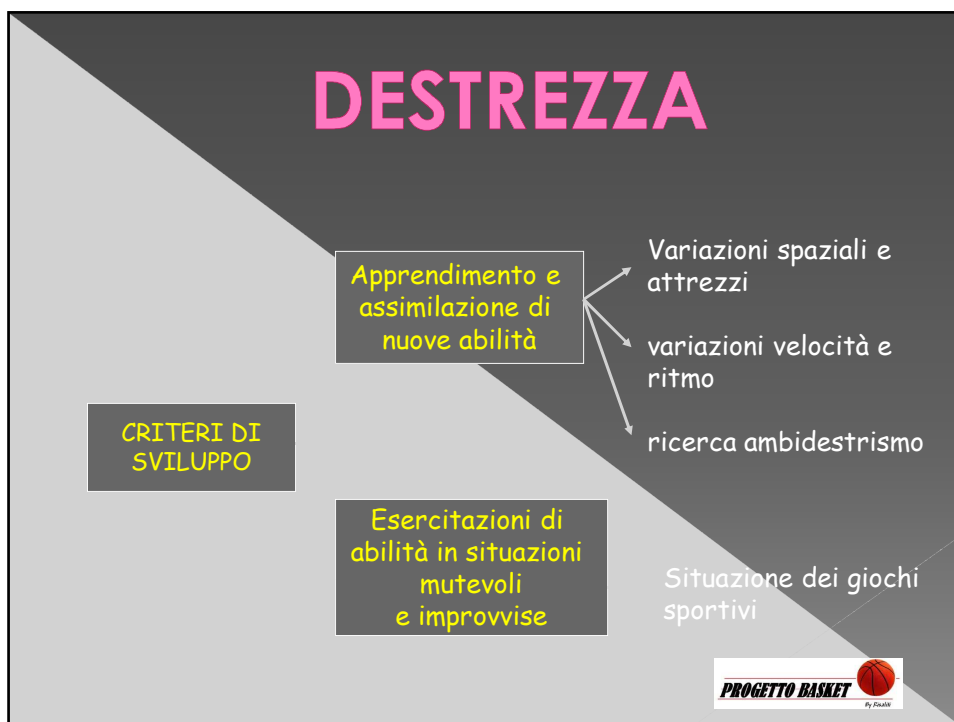 DESTREZZA
CRITERI DI
SVILUPPO
Apprendimento e
assimilazione di
nuove abilità
Variazioni spaziali e
attrezzi
variazioni velocità e
ritmo
ricerca ambidestrismo
Esercitazioni di
abilità in situazioni
mutevoli
e improvvise
Situazione dei giochi
sportivi
PROGETTO BASKET